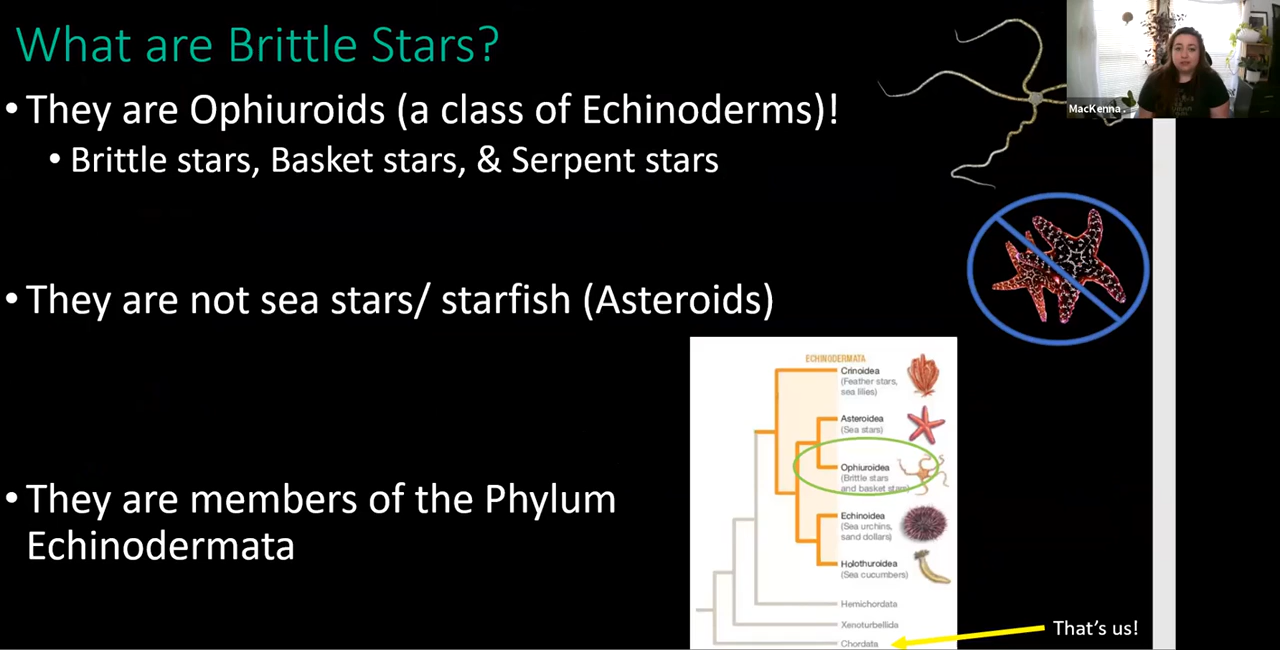 What are Brittle Stars?
• They are Ophiuroids (a class of Echinoderms)!
• Brittle stars, Basket stars, & Serpent stars
MacKenna
• They are not sea stars/ starfish (Asteroids)
• They are members of the Phylum
Echinodermata
ECHINODERMATA
Crinoidea
(Feather stars,
sea lilies)
Asteroidea
(Sea stars)
Ophiuroidea
(Brittle stars
and basket stars)
Echinoidea
(Sea urchins,
sand dollars)
Holothuroidea
(Sea cucumbers)
Hemichordata
Xenoturbellida
Chordata
That's us!